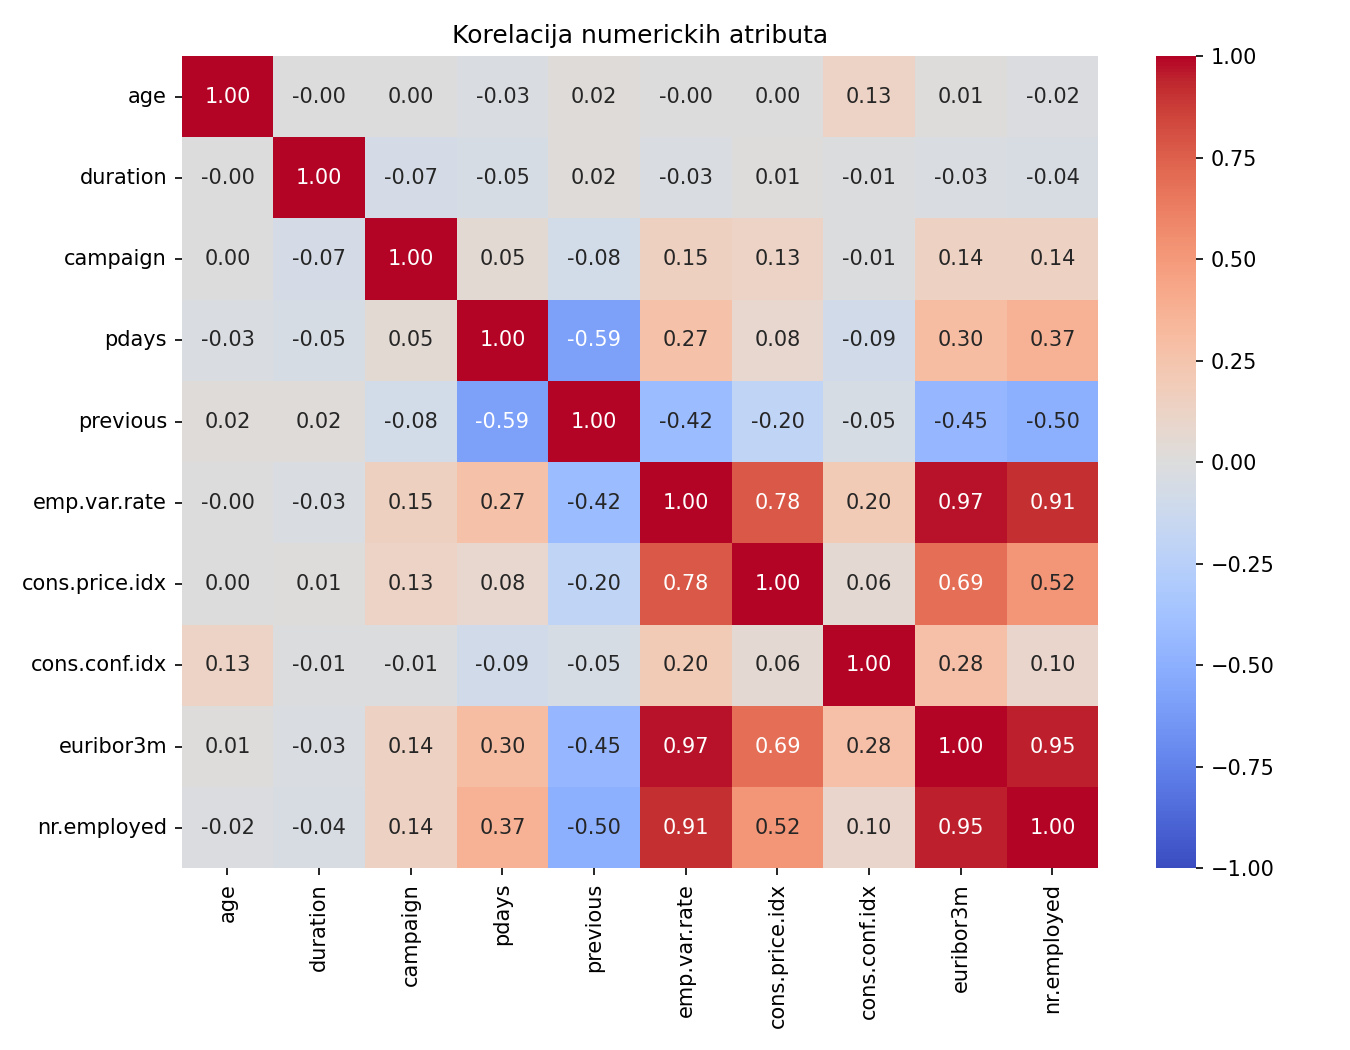 Korelacija numerickih atributa
age 1.00 -0.00 0.00 -0.03 0.02 -0.00 0.00 0.13 0.01 -0.02
duration -0.00 1.00 -0.07 -0.05 0.02 -0.03 0.01 -0.01 -0.03 -0.04
campaign 0.00 -0.07 1.00 0.05 -0.08 0.15 0.13 -0.01 0.14 0.14
pdays -0.03 -0.05 0.05 1.00 -0.59 0.27 0.08 -0.09 0.30 0.37
previous 0.02 0.02 -0.08 -0.59 1.00 -0.42 -0.20 -0.05 -0.45 -0.50
emp.var.rate -0.00 -0.03 0.15 0.27 -0.42 1.00 0.78 0.20 0.97 0.91
cons.price.idx 0.00 0.01 0.13 0.08 -0.20 0.78 1.00 0.06 0.69 0.52
cons.conf.idx 0.13 -0.01 -0.01 -0.09 -0.05 0.20 0.06 1.00 0.28 0.10
euribor3m 0.01 -0.03 0.14 0.30 -0.45 0.97 0.69 0.28 1.00 0.95
nr.employed -0.02 -0.04 0.14 0.37 -0.50 0.91 0.52 0.10 0.95 1.00
age duration campaign pdays previous emp.var.rate cons.price.idx cons.conf.idx euribor3m nr.employed
1.00
0.75
0.50
0.25
0.00
−0.25
−0.50
−0.75
−1.00